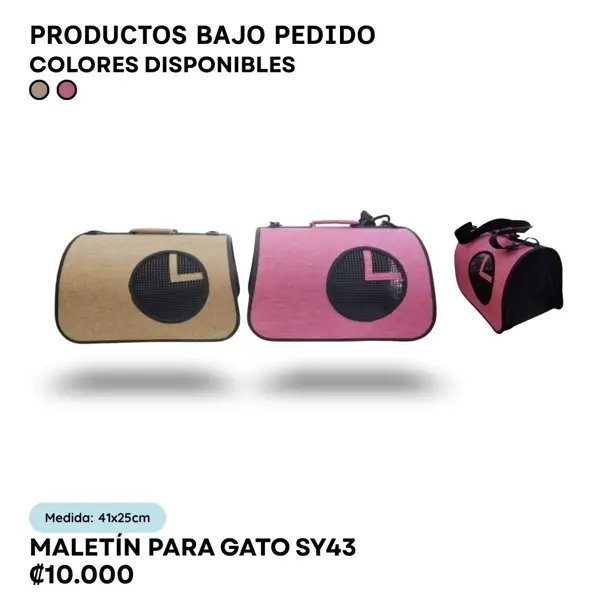 PRODUCTOS BAJO PEDIDO
COLORES DISPONIBLES
Medida: 41x25cm
MALETÍN PARA GATO SY43
₡10.000